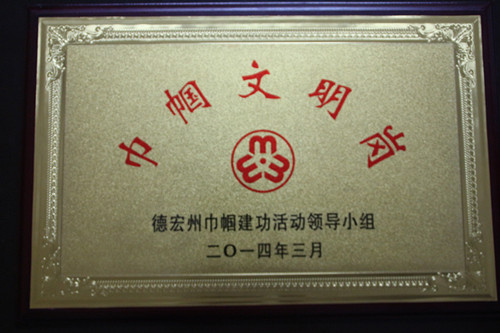 巾帼文明岗
德宏州巾帼建功活动领导小组
二〇一四年三月